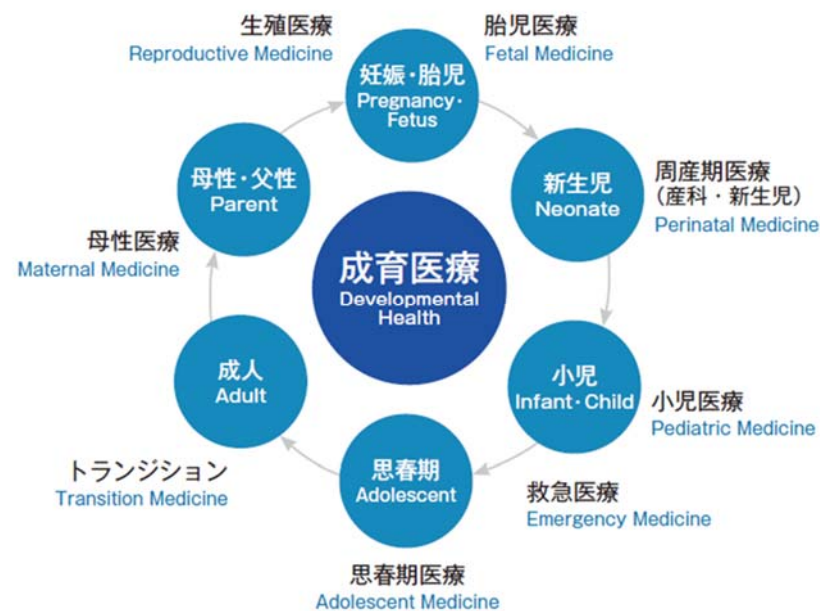 生殖医療
Reproductive Medicine
胎児医療
Fetal Medicine
妊娠・胎児
Pregnancy・
Fetus
母性・父性
Parent
新生児
Neonate
周産期医療
（産科・新生児）
Perinatal Medicine
母性医療
Maternal Medicine
成育医療
Developmental
Health
成人
Adult
小児
Infant・Child
小児医療
Pediatric Medicine
トランジション
Transition Medicine
思春期
Adolescent
救急医療
Emergency Medicine
思春期医療
Adolescent Medicine